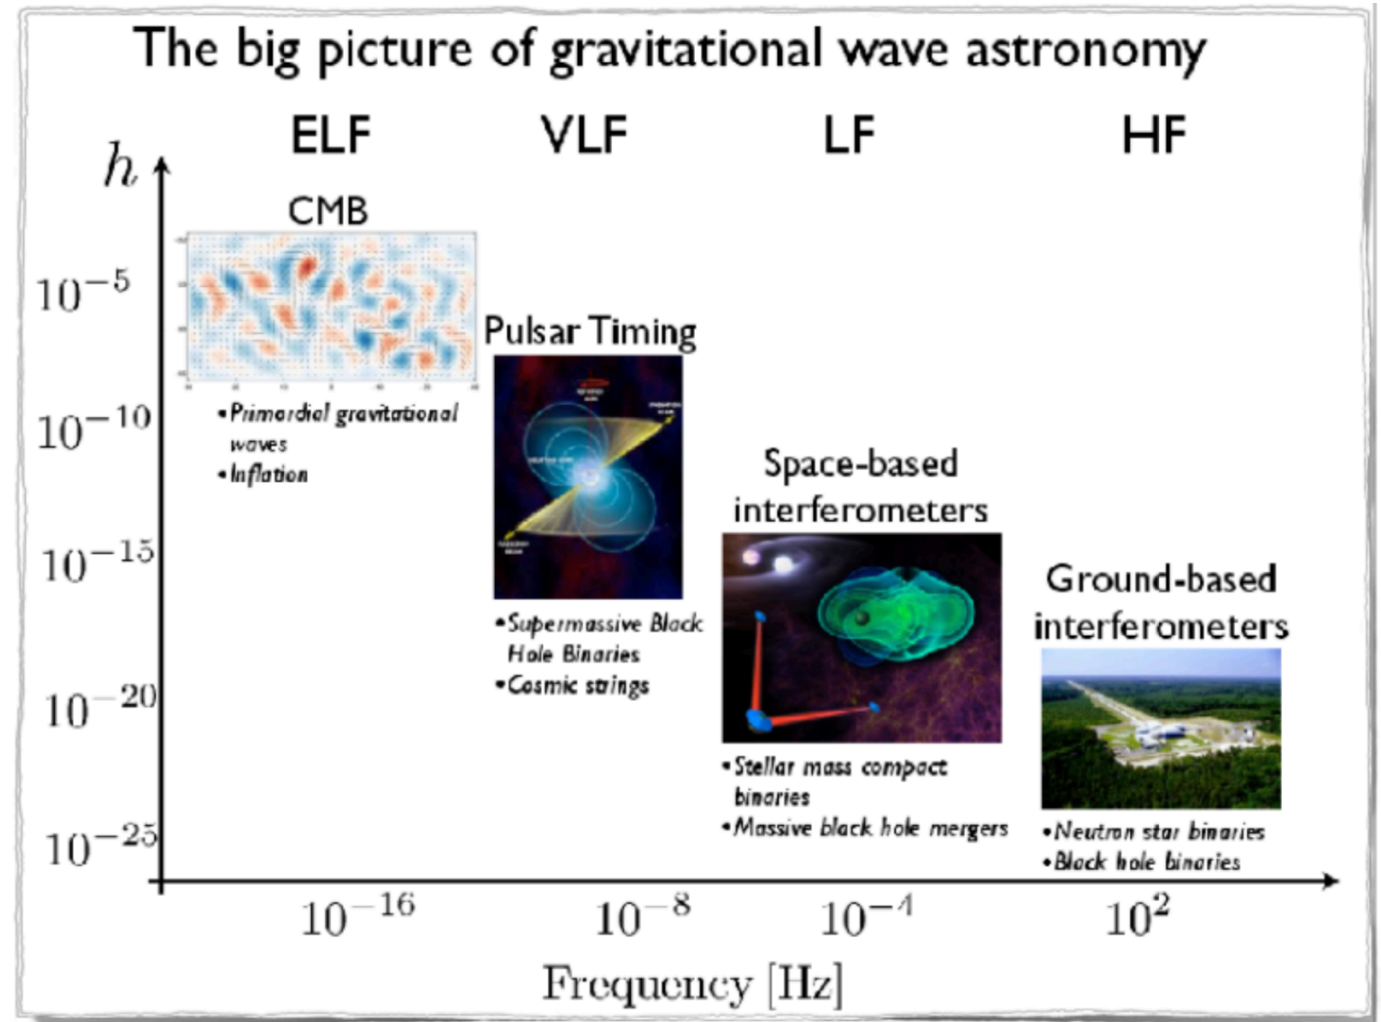 The big picture of gravitational wave astronomy
ELF VLF LF HF
h
CMB
10^−5
Pulsar Timing
10^−10
•Primordial gravitational
waves
•Inflation
Space-based
interferometers
10^−15
Ground-based
interferometers
•Supermassive Black
Hole Binaries
•Cosmic strings
10^−20
•Stellar mass compact
binaries
•Massive black hole mergers
10^−25
•Neutron star binaries
•Black hole binaries
10^−16 10^−8 10^−4 10^2
Frequency [Hz]